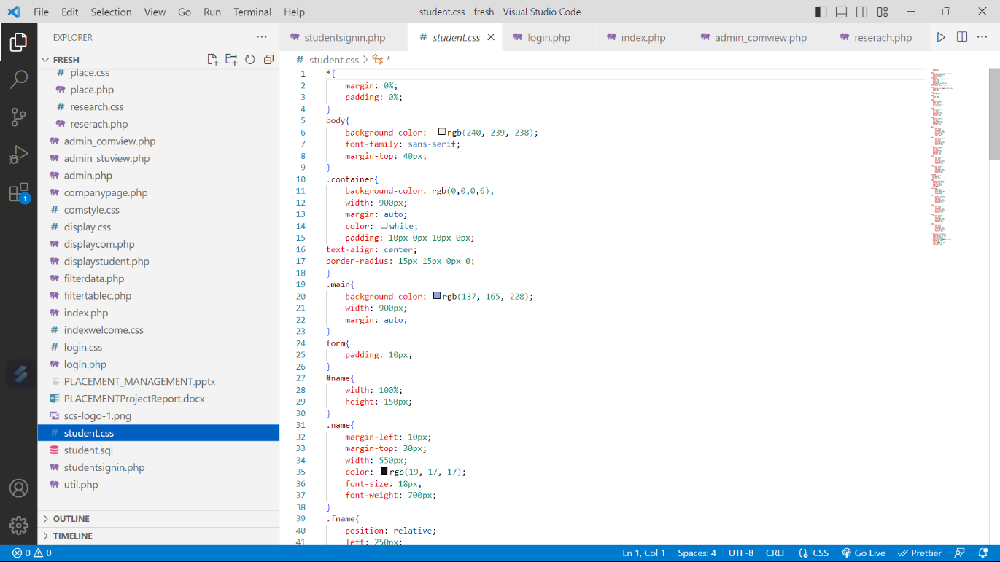 File Edit Selection View Go Run Terminal Help
student.css - fresh - Visual Studio Code
EXPLORER
FRESH
place.css
place.php
research.css
reserach.php
admin_comview.php
admin_stuview.php
admin.php
companypage.php
comstyle.css
display.css
displaycom.php
displaystudent.php
filterdata.php
filtertablec.php
index.php
indexwelcome.css
login.css
login.php
PLACEMENT_MANAGEMENT.pptx
PLACEMENTProjectReport.docx
scs-logo-1.png
student.css
student.sql
studentsignin.php
util.php
OUTLINE
TIMELINE
1
studentsignin.php student.css login.php index.php admin_comview.php reserach.php
# student.css > *
1 *{
2 margin: 0%;
3 padding: 0%;
4 }
5 body{
6 background-color: rgb(240, 239, 238);
7 font-family: sans-serif;
8 margin-top: 40px;
9 }
10 .container{
11 background-color: rgb(0,0,0,6);
12 width: 900px;
13 margin: auto;
14 color: white;
15 padding: 10px 0px 10px 0px;
16 text-align: center;
17 border-radius: 15px 15px 0px 0;
18 }
19 .main{
20 background-color: rgb(137, 165, 228);
21 width: 900px;
22 margin: auto;
23 }
24 form{
25 padding: 10px;
26 }
27 #name{
28 width: 100%;
29 height: 150px;
30 }
31 .name{
32 margin-left: 10px;
33 margin-top: 30px;
34 width: 550px;
35 color: rgb(19, 17, 17);
36 font-size: 18px;
37 font-weight: 700px;
38 }
39 .fname{
40 position: relative;
41 left: 250px;
0 0
Ln 1, Col 1 Spaces: 4 UTF-8 CRLF {} CSS Go Live Prettier